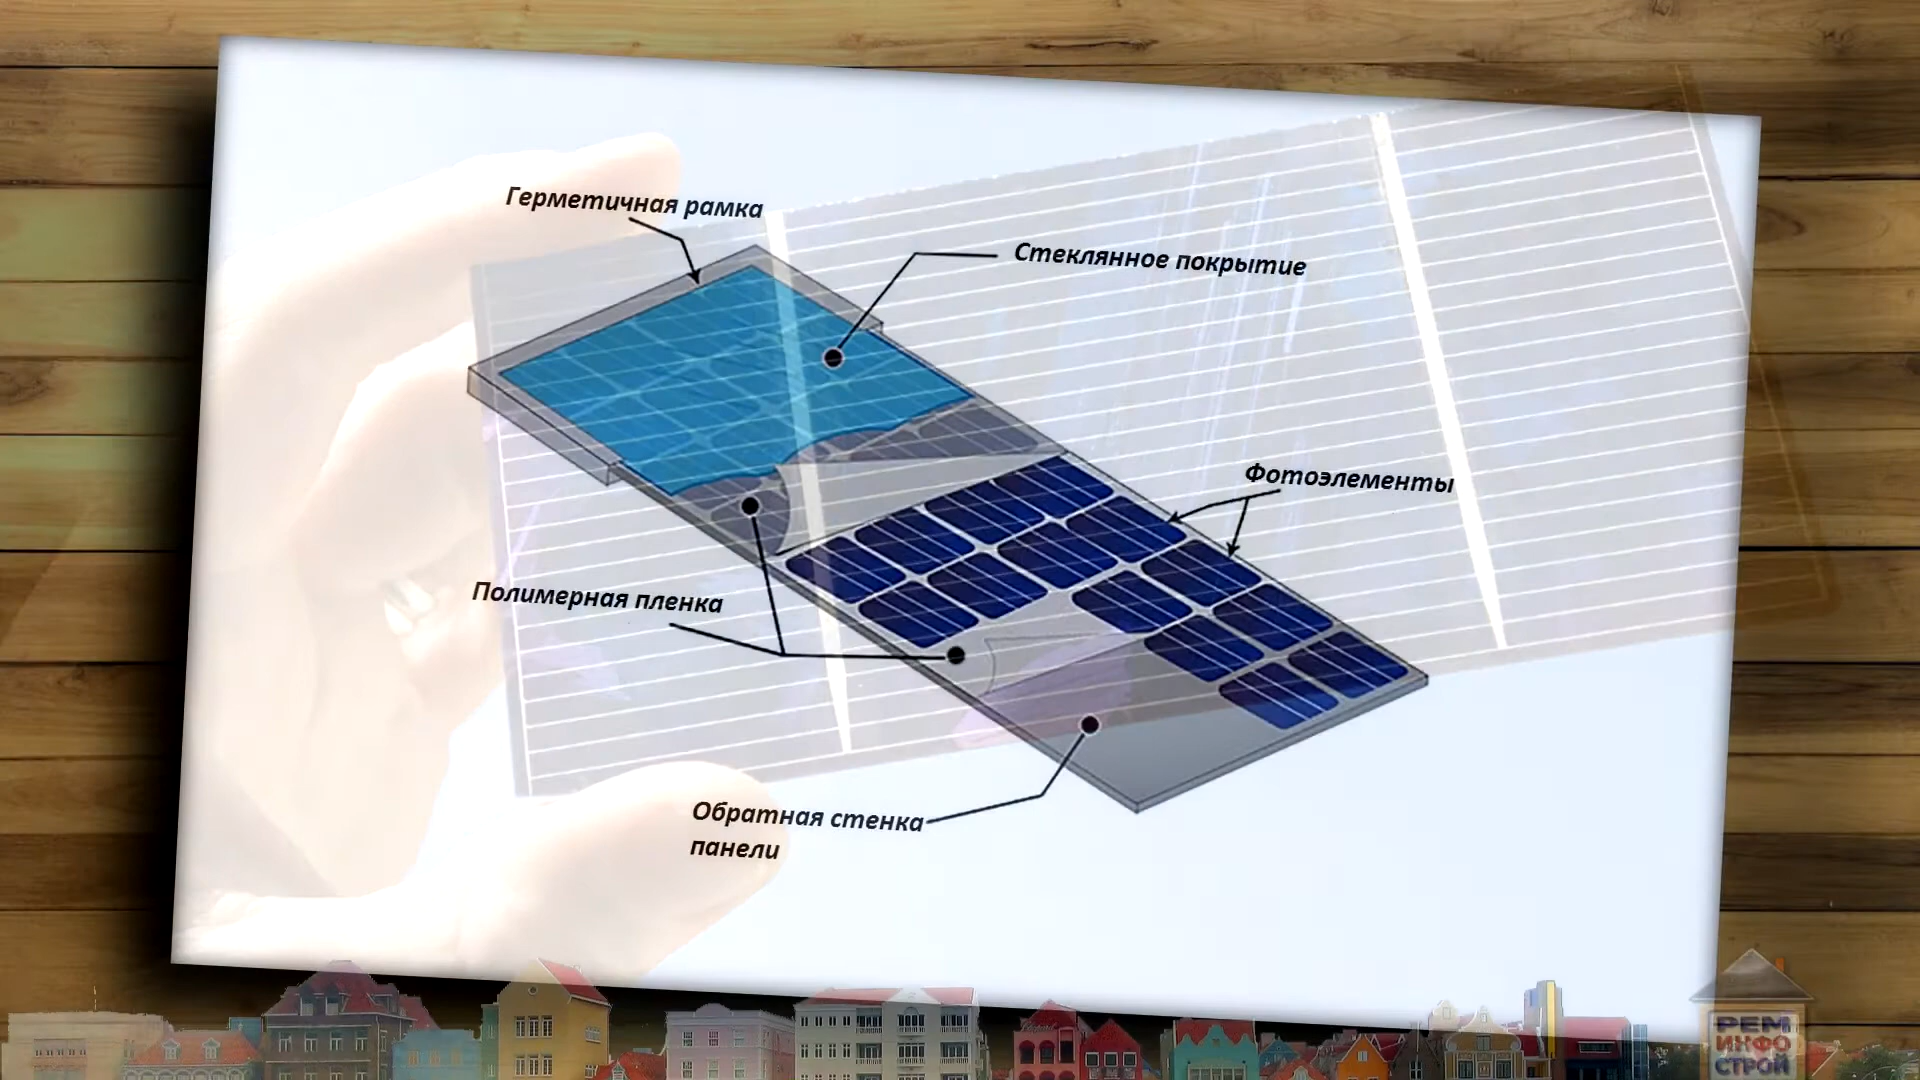 Герметичная рамка
Стеклянное покрытие
Фотоэлементы
Полимерная пленка
Обратная стенка
панели
РЕМ
ИНФО
СТРОЙ